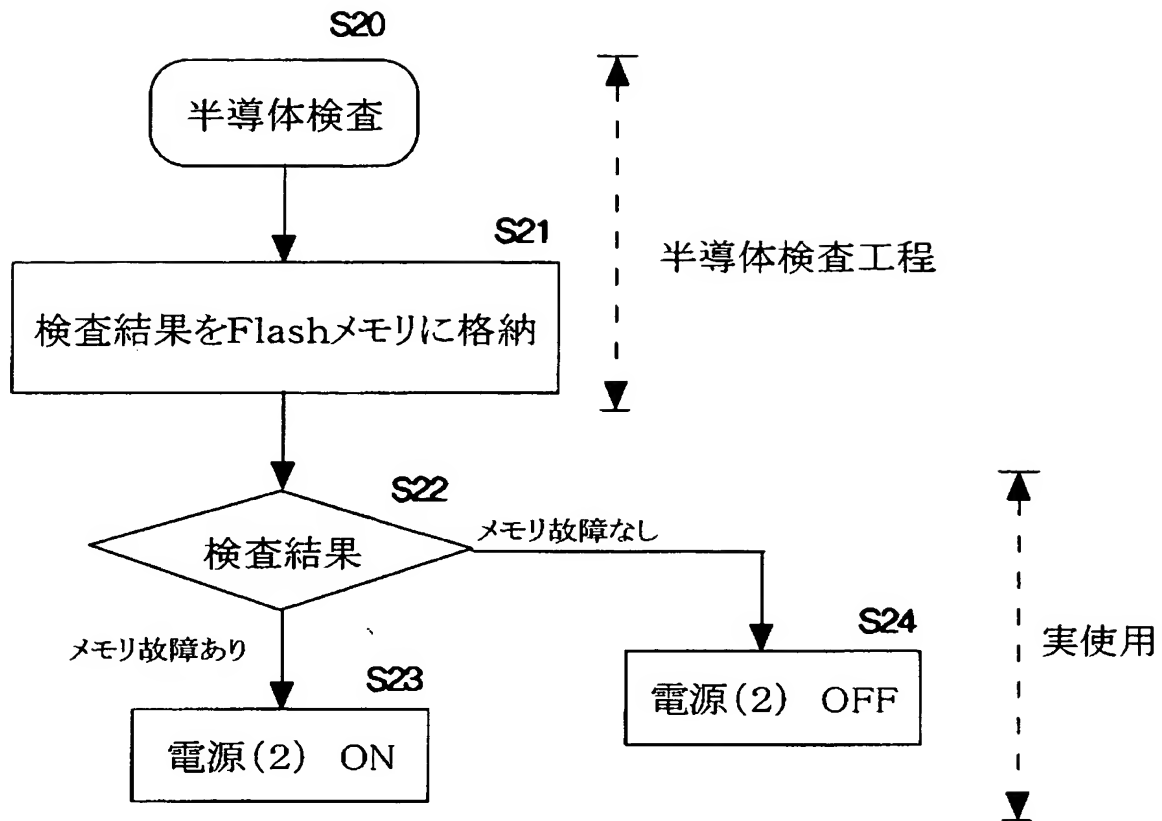 S20
半導体検査
S21
半導体検査工程
検査結果をFlashメモリに格納
S22
メモリ故障なし
検査結果
S24
メモリ故障あり
実使用
S23
電源(2) OFF
電源(2) ON